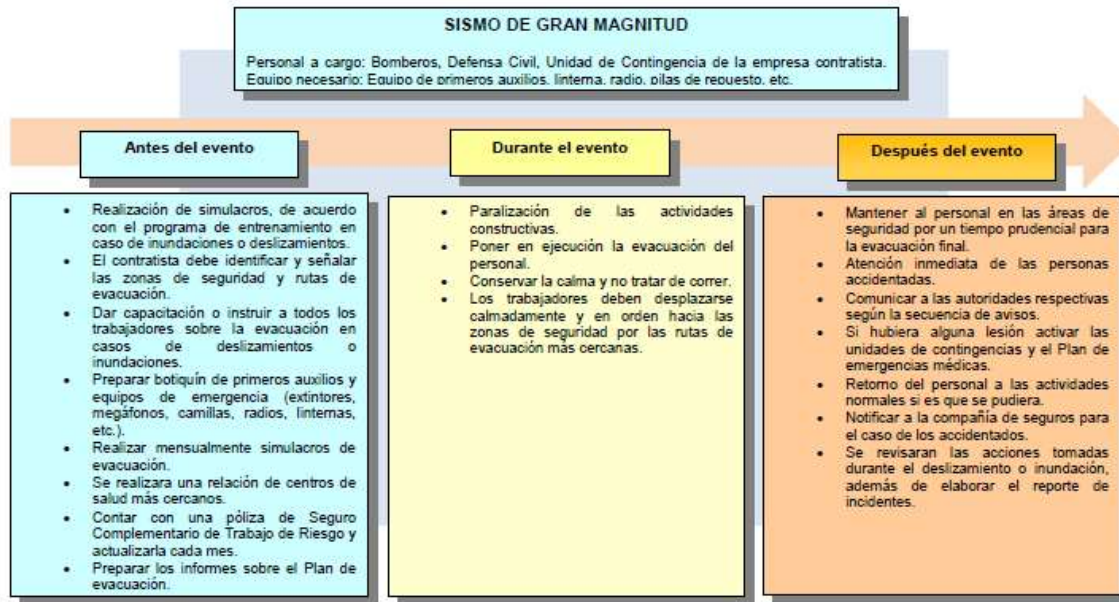 SISMO DE GRAN MAGNITUD
Personal a cargo: Bomberos, Defensa Civil, Unidad de Contingencia de la empresa contratista.
Equipo necesario: Equipo de primeros auxilios, linterna, radio, pilas de repuesto, etc.
Antes del evento
• Realización de simulacros, de acuerdo
con el programa de entrenamiento en
caso de inundaciones o deslizamientos.
• El contratista debe identificar y señalar
las zonas de seguridad y rutas de
evacuación.
• Dar capacitación o instruir a todos los
trabajadores sobre la evacuación en
casos de deslizamientos o
inundaciones.
• Preparar botiquín de primeros auxilios y
equipos de emergencia (extintores,
megáfonos, camillas, radios, linternas,
etc.).
• Realizar mensualmente simulacros de
evacuación.
• Se realizara una relación de centros de
salud más cercanos.
• Contar con una póliza de Seguro
Complementario de Trabajo de Riesgo y
actualizarla cada mes.
• Preparar los informes sobre el Plan de
evacuación.
Durante el evento
• Paralización de las actividades
constructivas.
• Poner en ejecución la evacuación del
personal.
• Conservar la calma y no tratar de correr.
• Los trabajadores deben desplazarse
calmadamente y en orden hacia las
zonas de seguridad por las rutas de
evacuación más cercanas.
Después del evento
• Mantener al personal en las áreas de
seguridad por un tiempo prudencial para
la evacuación final.
• Atención inmediata de las personas
accidentadas.
• Comunicar a las autoridades respectivas
según la secuencia de avisos.
• Si hubiera alguna lesión activar las
unidades de contingencias y el Plan de
emergencias médicas.
• Retorno del personal a las actividades
normales si es que se pudiera.
• Notificar a la compañía de seguros para
el caso de los accidentados.
• Se revisaran las acciones tomadas
durante el deslizamiento o inundación,
además de elaborar el reporte de
incidentes.